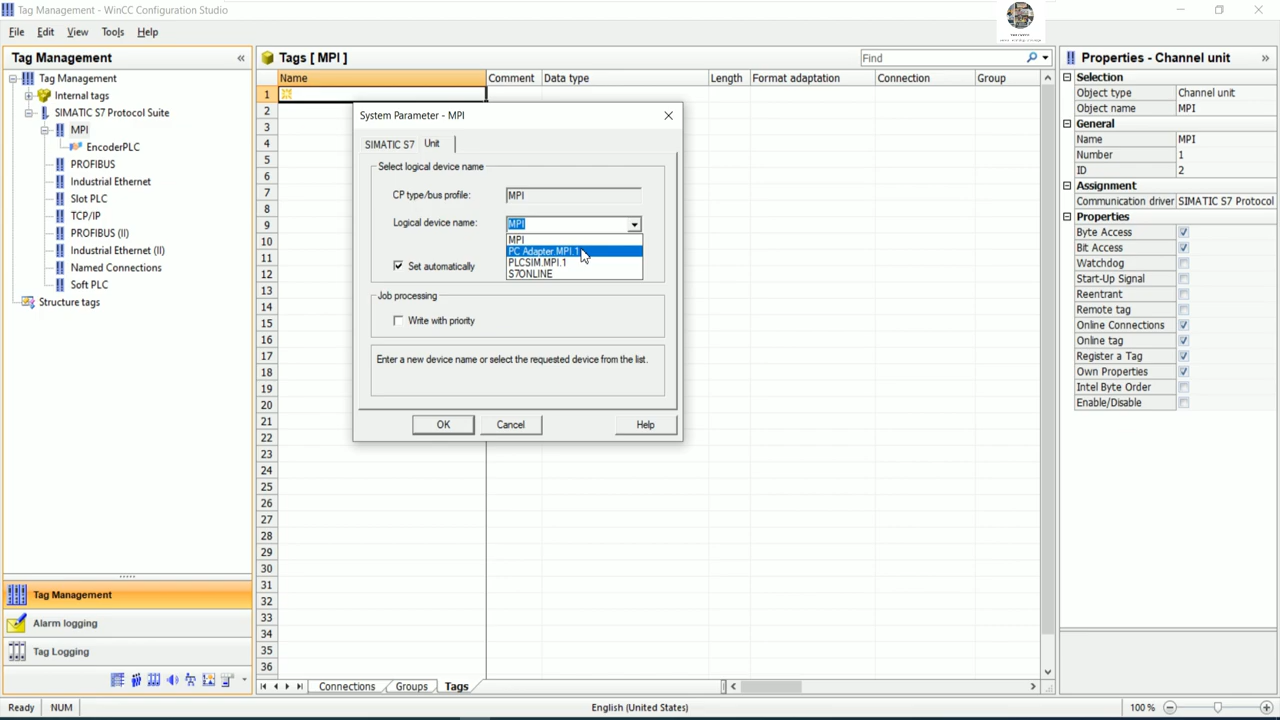 Tag Management - WinCC Configuration Studio
File Edit View Tools Help
Tag Management «
Tag Management
Internal tags
SIMATIC S7 Protocol Suite
MPI
EncoderPLC
PROFIBUS
Industrial Ethernet
Slot PLC
TCP/IP
PROFIBUS (II)
Industrial Ethernet (II)
Named Connections
Soft PLC
Structure tags
Tag Management
Alarm logging
Tag Logging
Tags [ MPI ]
Find
Name Comment Data type Length Format adaptation Connection Group
1
2
3
4
5
6
7
8
9
10
11
12
13
14
15
16
17
18
19
20
21
22
23
24
25
26
27
28
29
30
31
32
33
34
35
36
System Parameter - MPI
SIMATIC S7 Unit
Select logical device name
CP type/bus profile: MPI
Logical device name: MPI
MPI
PC Adapter.MPI.1
PLCSIM.MPI.1
S7ONLINE
Set automatically
Job processing
Write with priority
Enter a new device name or select the requested device from the list.
OK Cancel Help
Connections Groups Tags
Properties - Channel unit »
Selection
Object type Channel unit
Object name MPI
General
Name MPI
Number 1
ID 2
Assignment
Communication driver SIMATIC S7 Protocol
Properties
Byte Access
Bit Access
Watchdog
Start-Up Signal
Reentrant
Remote tag
Online Connections
Online tag
Register a Tag
Own Properties
Intel Byte Order
Enable/Disable
Ready NUM English (United States) 100 %